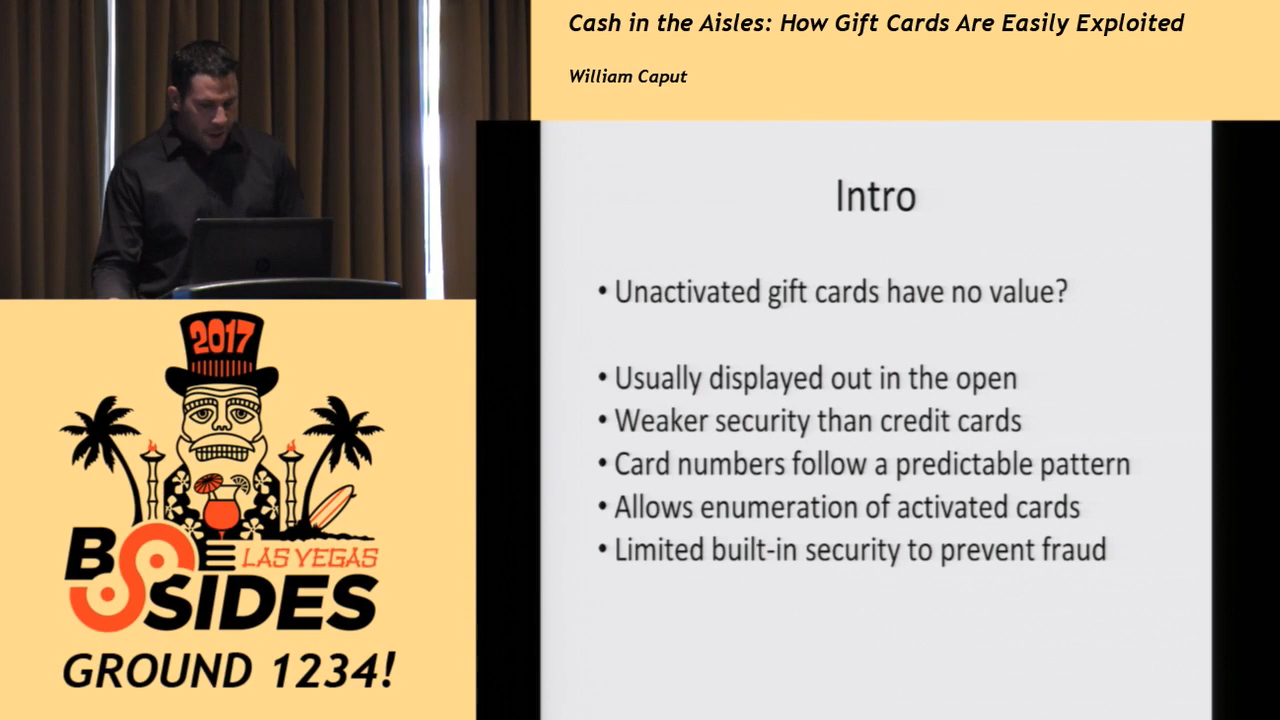 Cash in the Aisles: How Gift Cards Are Easily Exploited
William Caput
Intro
• Unactivated gift cards have no value?
• Usually displayed out in the open
• Weaker security than credit cards
• Card numbers follow a predictable pattern
• Allows enumeration of activated cards
• Limited built-in security to prevent fraud
2017
BSIDES
LAS VEGAS
GROUND 1234!